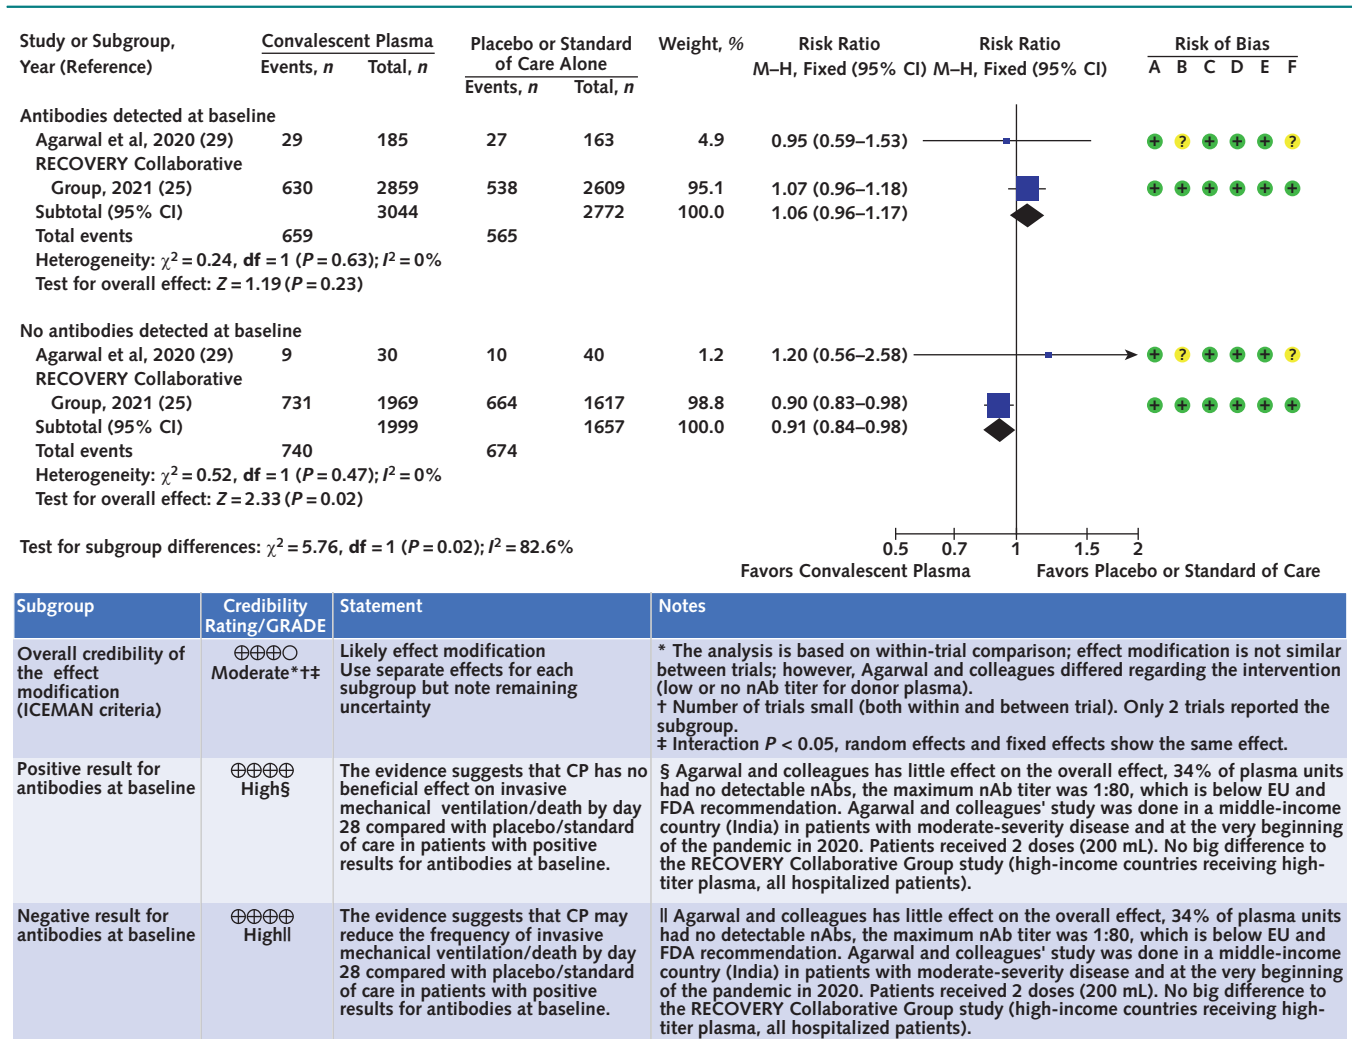 Study or Subgroup, Convalescent Plasma Placebo or Standard Weight, % Risk Ratio Risk Ratio Risk of Bias
Year (Reference) Events, n Total, n of Care Alone M–H, Fixed (95% CI) M–H, Fixed (95% CI) A B C D E F
Events, n Total, n
Antibodies detected at baseline
Agarwal et al, 2020 (29) 29 185 27 163 4.9 0.95 (0.59–1.53) + ? + + + ?
RECOVERY Collaborative
Group, 2021 (25) 630 2859 538 2609 95.1 1.07 (0.96–1.18) + + + + + +
Subtotal (95% CI) 3044 2772 100.0 1.06 (0.96–1.17)
Total events 659 565
Heterogeneity: χ² = 0.24, df = 1 (P = 0.63); I² = 0%
Test for overall effect: Z = 1.19 (P = 0.23)
No antibodies detected at baseline
Agarwal et al, 2020 (29) 9 30 10 40 1.2 1.20 (0.56–2.58) + ? + + + ?
RECOVERY Collaborative
Group, 2021 (25) 731 1969 664 1617 98.8 0.90 (0.83–0.98) + + + + + +
Subtotal (95% CI) 1999 1657 100.0 0.91 (0.84–0.98)
Total events 740 674
Heterogeneity: χ² = 0.52, df = 1 (P = 0.47); I² = 0%
Test for overall effect: Z = 2.33 (P = 0.02)
Test for subgroup differences: χ² = 5.76, df = 1 (P = 0.02); I² = 82.6%
0.5 0.7 1 1.5 2
Favors Convalescent Plasma Favors Placebo or Standard of Care
Subgroup
Credibility
Rating/GRADE
Statement
Notes
Overall credibility of
the effect
modification
(ICEMAN criteria)
⊕⊕⊕○
Moderate*†‡
Likely effect modification
Use separate effects for each
subgroup but note remaining
uncertainty
* The analysis is based on within-trial comparison; effect modification is not similar
between trials; however, Agarwal and colleagues differed regarding the intervention
(low or no nAb titer for donor plasma).
† Number of trials small (both within and between trial). Only 2 trials reported the
subgroup.
‡ Interaction P < 0.05, random effects and fixed effects show the same effect.
Positive result for
antibodies at baseline
⊕⊕⊕⊕
High§
The evidence suggests that CP has no
beneficial effect on invasive
mechanical ventilation/death by day
28 compared with placebo/standard
of care in patients with positive
results for antibodies at baseline.
§ Agarwal and colleagues has little effect on the overall effect, 34% of plasma units
had no detectable nAbs, the maximum nAb titer was 1:80, which is below EU and
FDA recommendation. Agarwal and colleagues' study was done in a middle-income
country (India) in patients with moderate-severity disease and at the very beginning
of the pandemic in 2020. Patients received 2 doses (200 mL). No big difference to
the RECOVERY Collaborative Group study (high-income countries receiving high-
titer plasma, all hospitalized patients).
Negative result for
antibodies at baseline
⊕⊕⊕⊕
High‖
The evidence suggests that CP may
reduce the frequency of invasive
mechanical ventilation/death by day
28 compared with placebo/standard
of care in patients with positive
results for antibodies at baseline.
‖ Agarwal and colleagues has little effect on the overall effect, 34% of plasma units
had no detectable nAbs, the maximum nAb titer was 1:80, which is below EU and
FDA recommendation. Agarwal and colleagues' study was done in a middle-income
country (India) in patients with moderate-severity disease and at the very beginning
of the pandemic in 2020. Patients received 2 doses (200 mL). No big difference to
the RECOVERY Collaborative Group study (high-income countries receiving high-
titer plasma, all hospitalized patients).